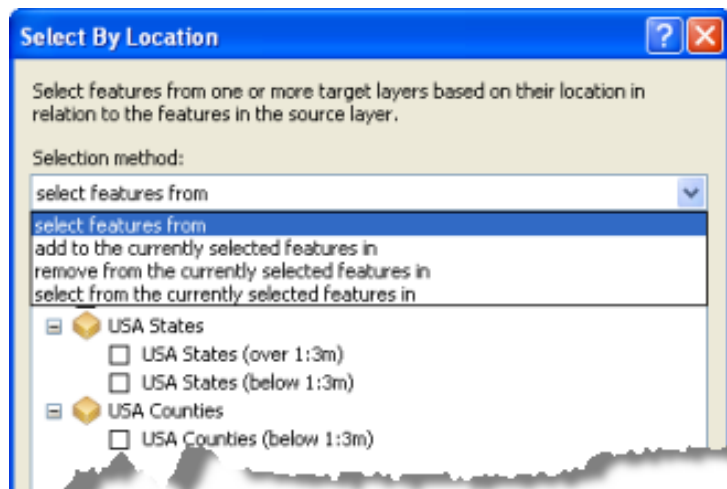 Select By Location
Select features from one or more target layers based on their location in
relation to the features in the source layer.
Selection method:
select features from
select features from
add to the currently selected features in
remove from the currently selected features in
select from the currently selected features in
USA States
USA States (over 1:3m)
USA States (below 1:3m)
USA Counties
USA Counties (below 1:3m)